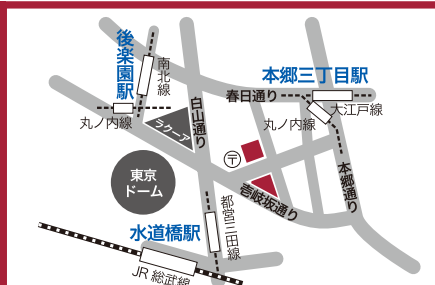 後楽園駅
南北線
丸ノ内線
ラクーア
白山通り
本郷三丁目駅
春日通り
大江戸線
丸ノ内線
本郷通り
〒
壱岐坂通り
東京
ドーム
都営三田線
水道橋駅
JR 総武線